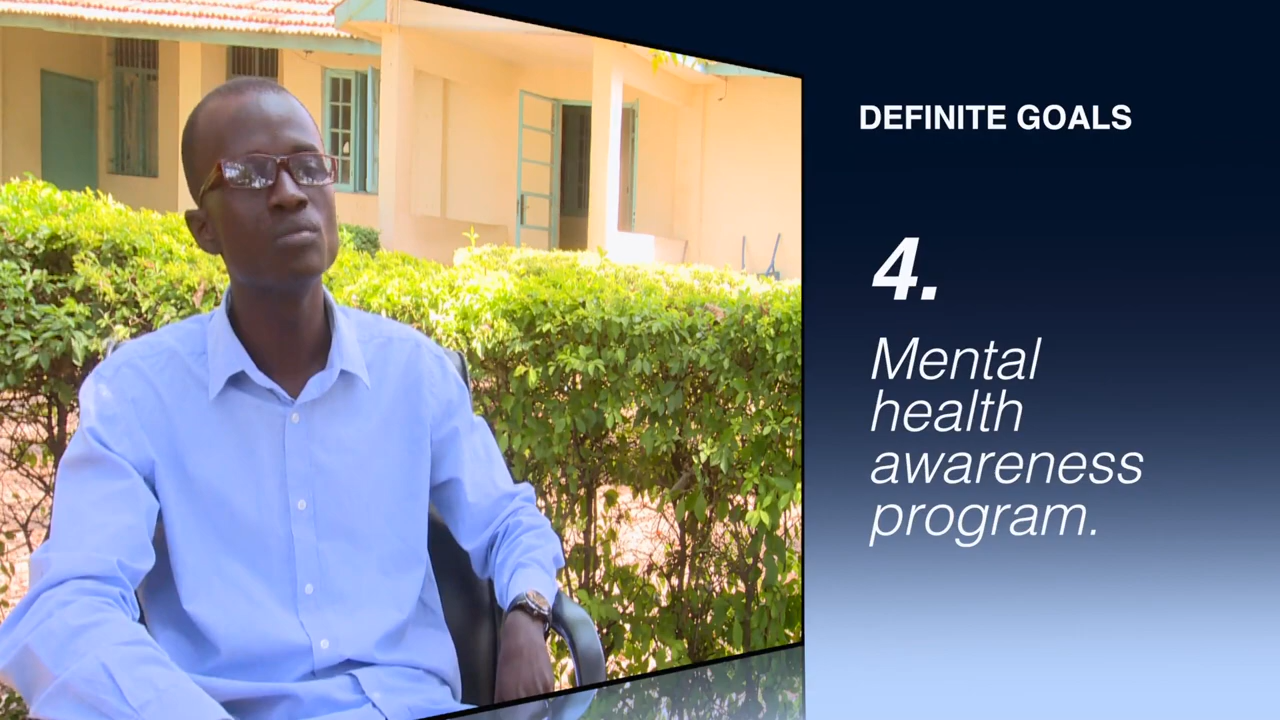 DEFINITE GOALS
4.
Mental
health
awareness
program.